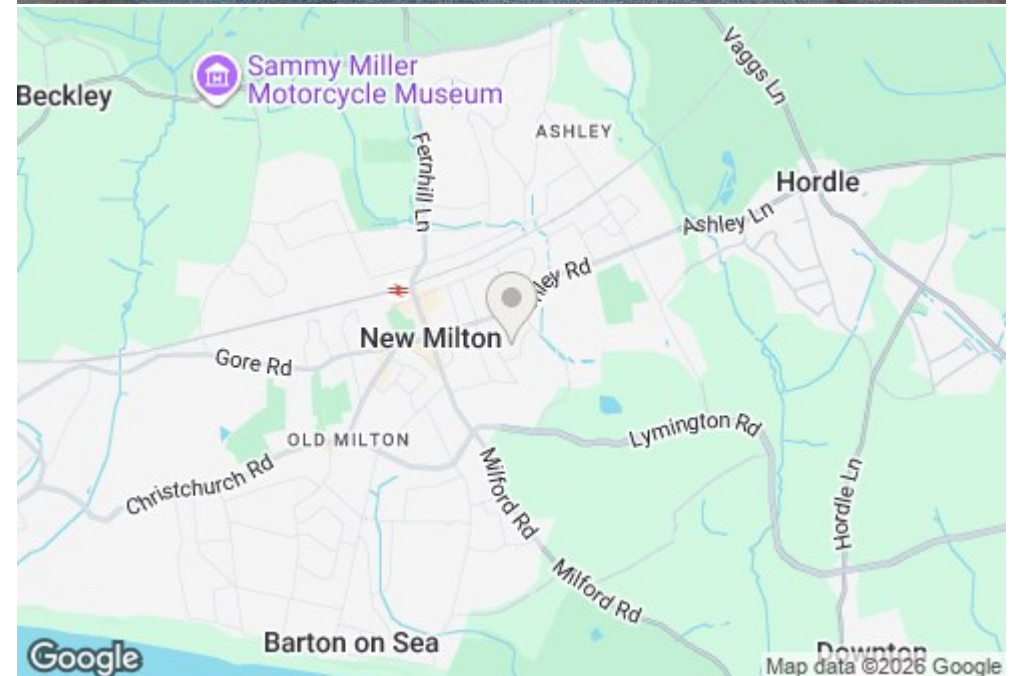 Sammy Miller
Motorcycle Museum
Beckley
Vaggs Ln
ASHLEY
Fernhill Ln
Hordle
Ashley Ln
New Milton
Gore Rd
OLD MILTON
Lymington Rd
Christchurch Rd
Milford Rd
Hordle Ln
Milford Rd
Barton on Sea
Downton
Google
Map data ©2026 Google